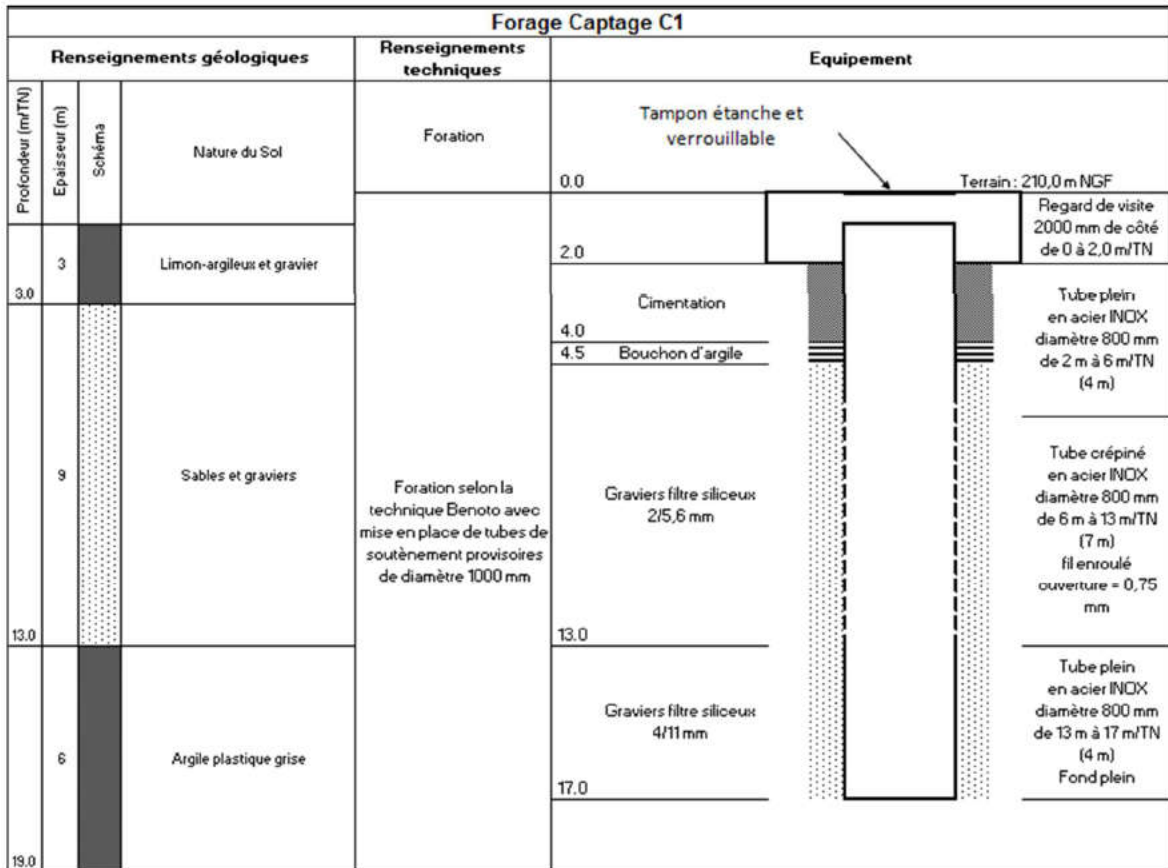 Forage Captage C1
Renseignements géologiques
Renseignements
techniques
Equipement
Profondeur (m/TN)
Epaisseur (m)
Schéma
Nature du Sol
Foration
Tampon étanche et
verrouillable
0.0
Terrain : 210,0 m NGF
3
Limon-argileux et gravier
3.0
9
Sables et graviers
13.0
6
Argile plastique grise
19.0
Foration selon la
technique Benoto avec
mise en place de tubes de
soutènement provisoires
de diamètre 1000 mm
2.0
Cimentation
4.0
4.5
Bouchon d'argile
Graviers filtre siliceux
2/5,6 mm
13.0
Graviers filtre siliceux
4/11 mm
17.0
Regard de visite
2000 mm de côté
de 0 à 2,0 m/TN
Tube plein
en acier INOX
diamètre 800 mm
de 2 m à 6 m/TN
(4 m)
Tube crépiné
en acier INOX
diamètre 800 mm
de 6 m à 13 m/TN
(7 m)
fil enroulé
ouverture = 0,75
mm
Tube plein
en acier INOX
diamètre 800 mm
de 13 m à 17 m/TN
(4 m)
Fond plein